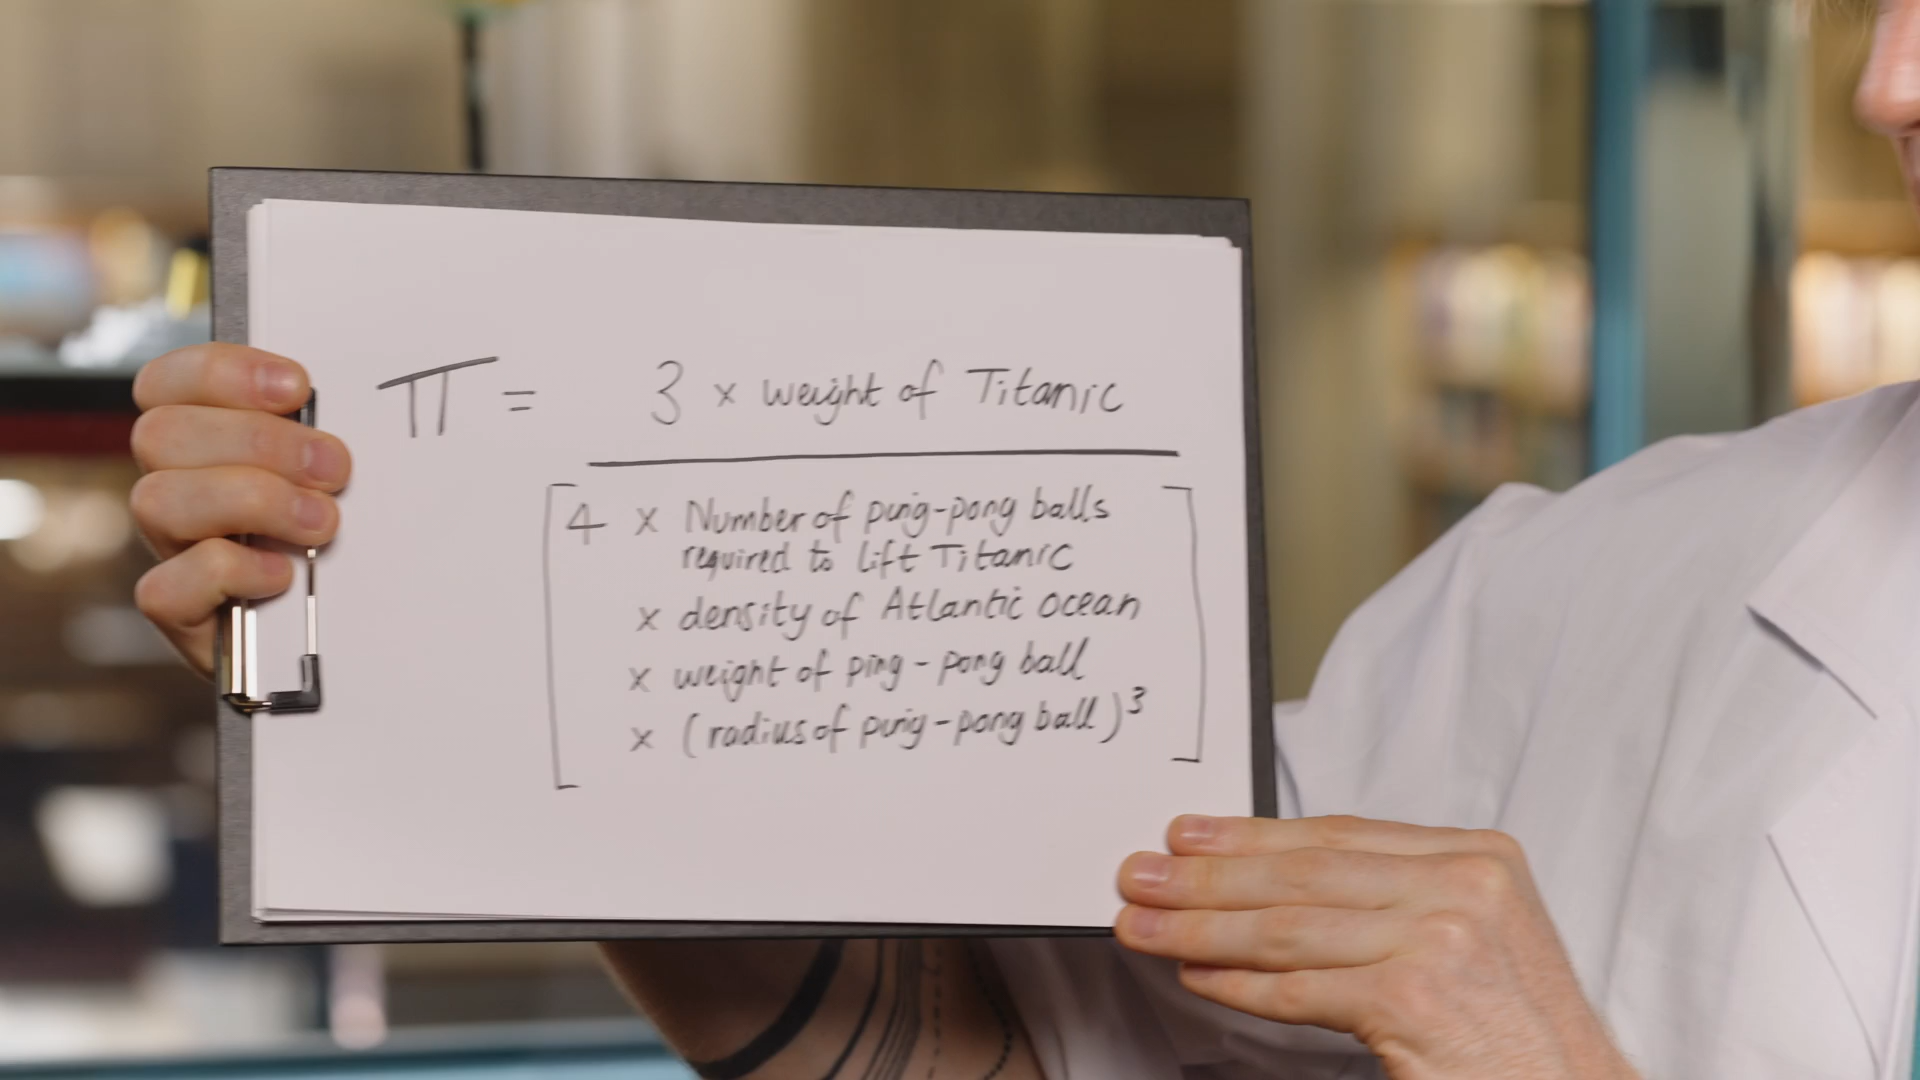 π = 3 × weight of Titanic
[4 × Number of ping-pong balls
required to lift Titanic
× density of Atlantic ocean
× weight of ping-pong ball
× (radius of ping-pong ball)³]